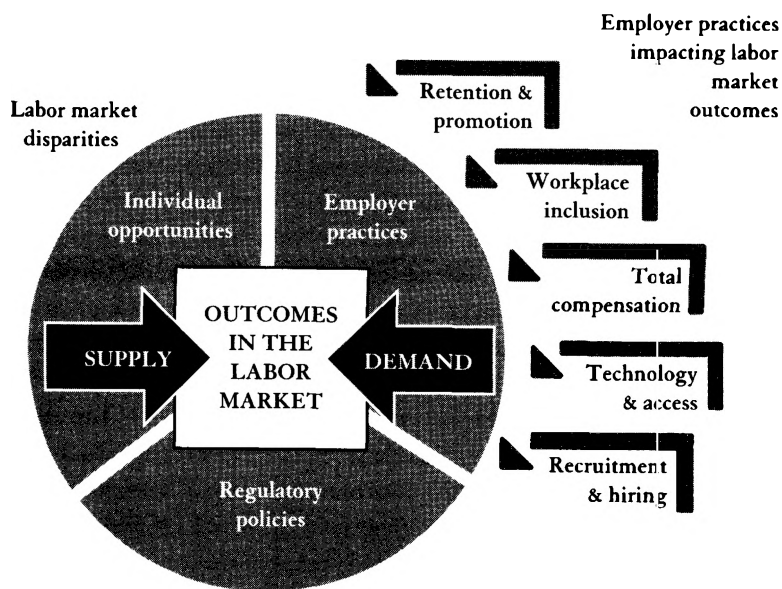 Labor market
disparities
Individual
opportunities
Employer
practices
SUPPLY
OUTCOMES
IN THE
LABOR
MARKET
DEMAND
Regulatory
policies
Employer practices
impacting labor
market
outcomes
Retention &
promotion
Workplace
inclusion
Total
compensation
Technology
& access
Recruitment
& hiring